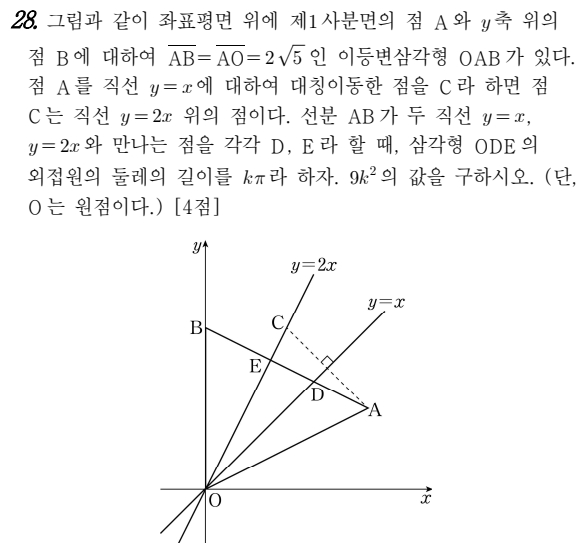 28. 그림과 같이 좌표평면 위에 제1사분면의 점 A와 y축 위의
점 B에 대하여 \overline{AB}=\overline{AO}=2√5 인 이등변삼각형 OAB가 있다.
점 A를 직선 y=x에 대하여 대칭이동한 점을 C라 하면 점
C는 직선 y=2x 위의 점이다. 선분 AB가 두 직선 y=x,
y=2x와 만나는 점을 각각 D, E라 할 때, 삼각형 ODE의
외접원의 둘레의 길이를 kπ라 하자. 9k²의 값을 구하시오. (단,
O는 원점이다.) [4점]
y
y=2x
y=x
B
C
E
D
A
O
x